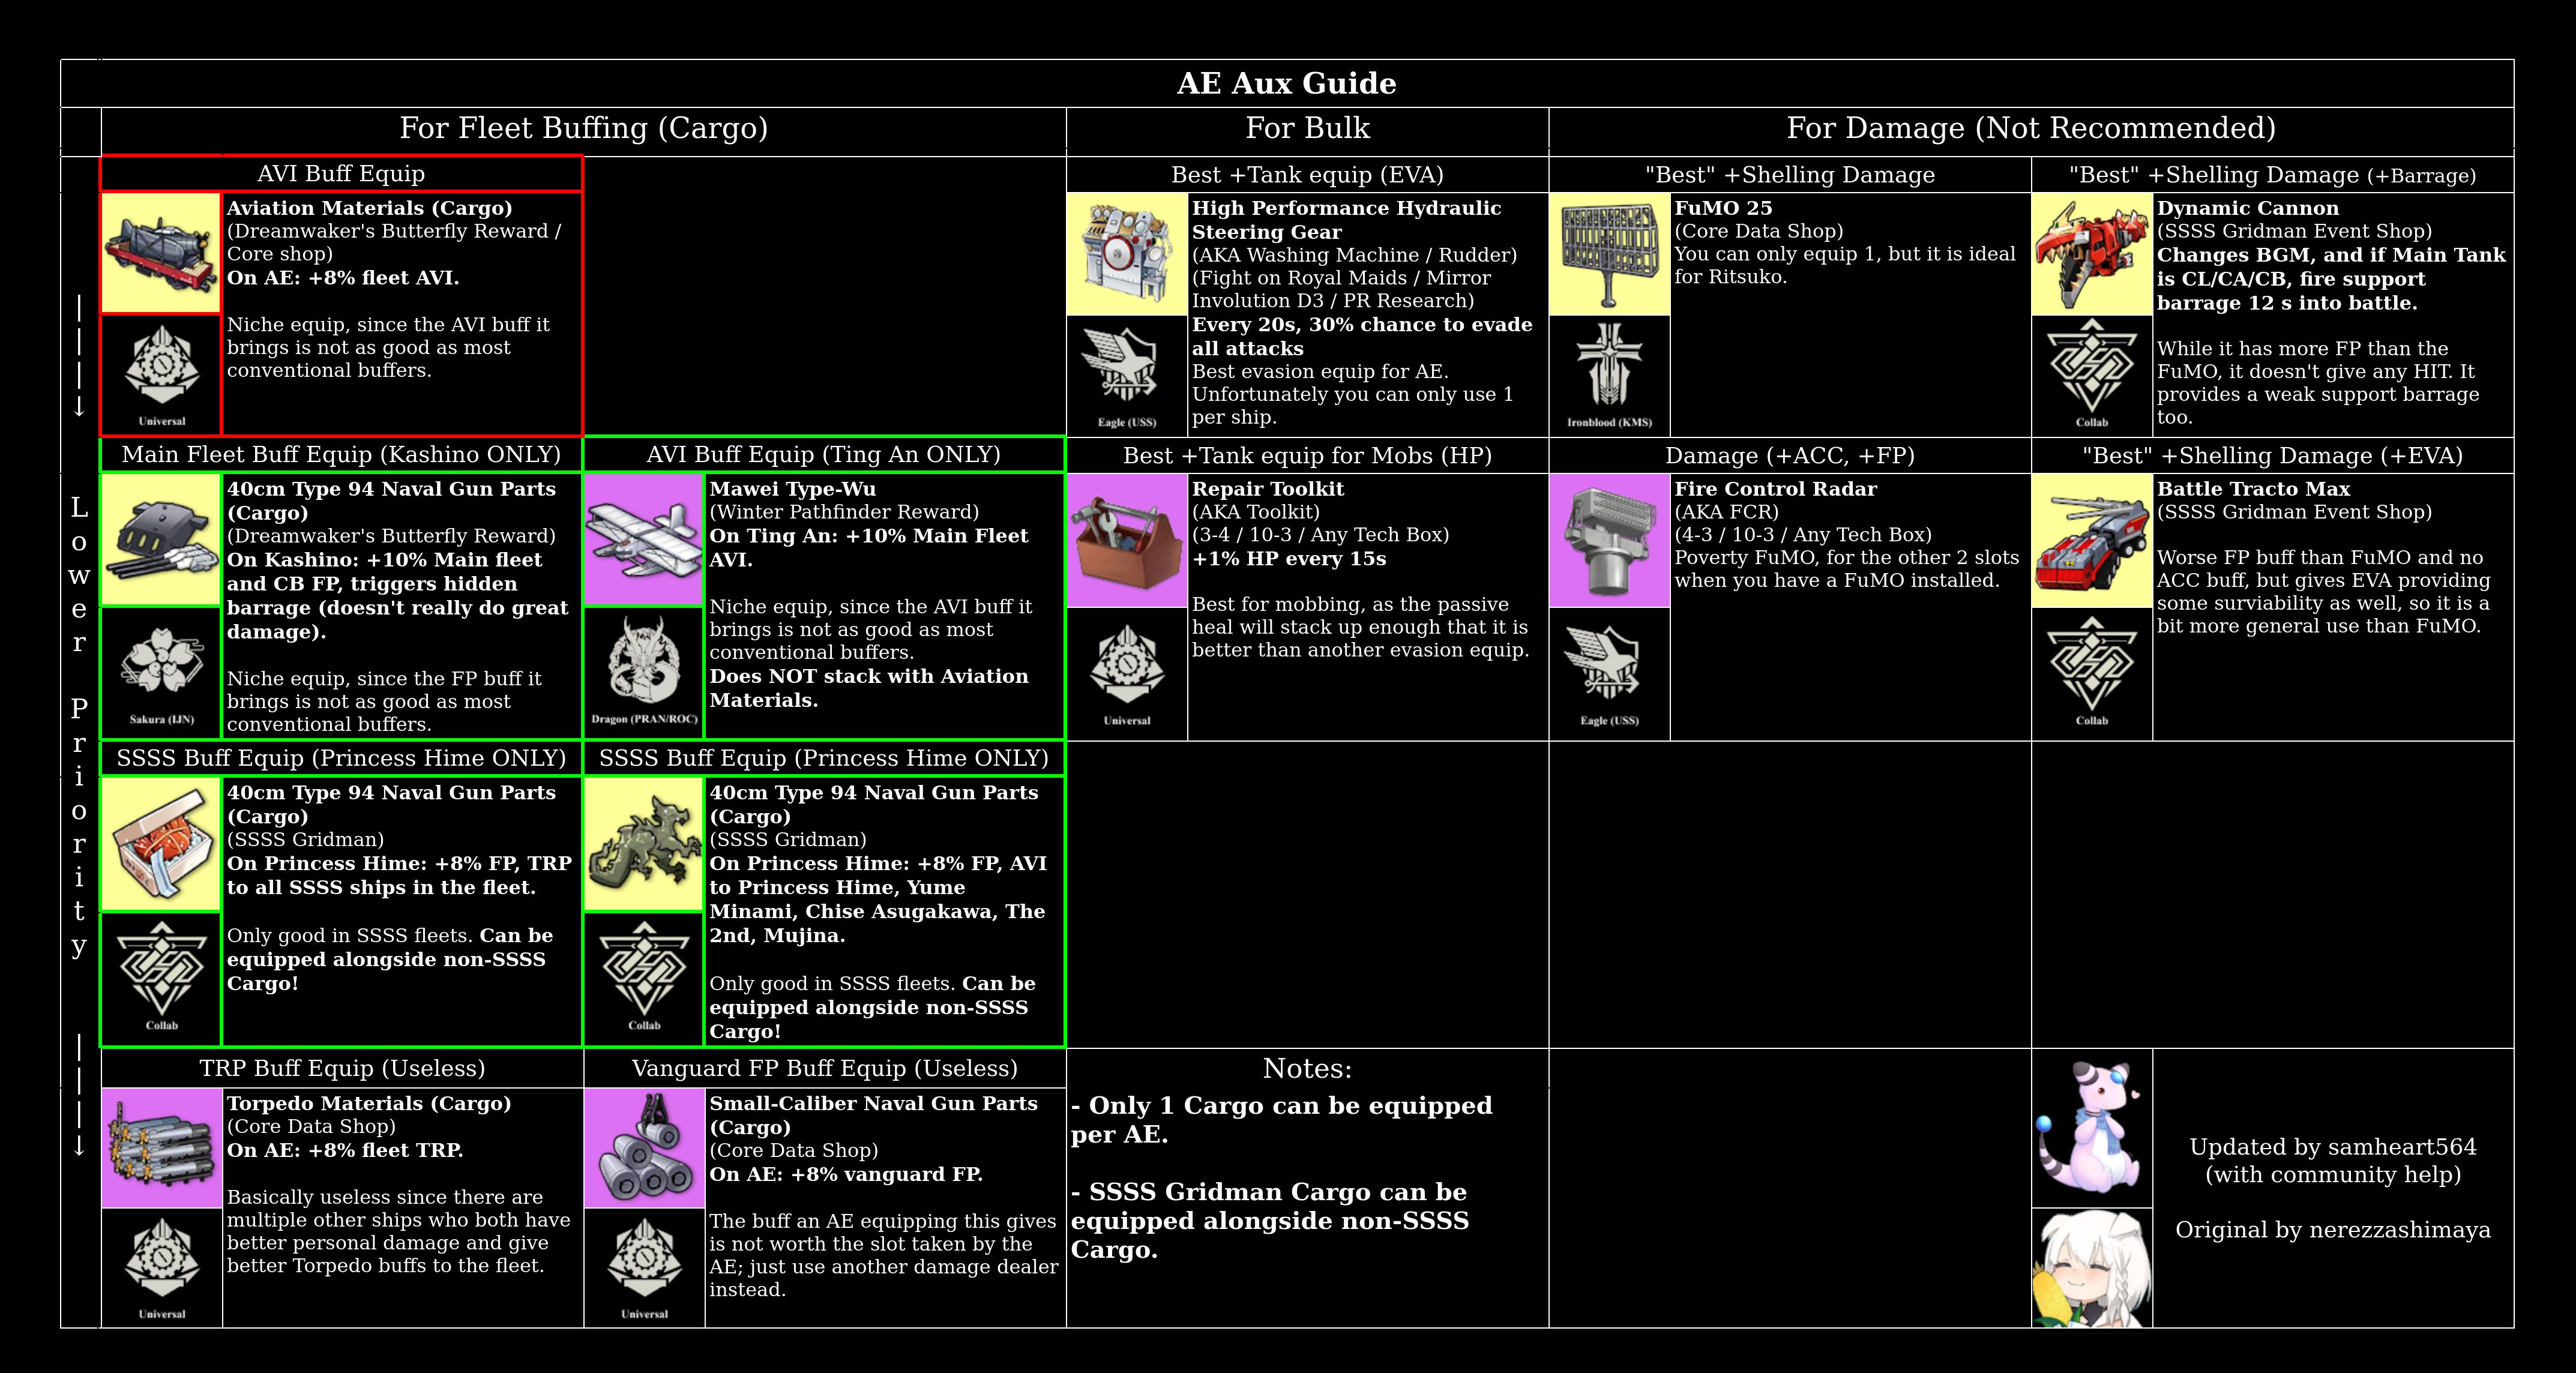 AE Aux Guide
For Fleet Buffing (Cargo)
For Bulk
For Damage (Not Recommended)
AVI Buff Equip
Aviation Materials (Cargo)
(Dreamwaker's Butterfly Reward /
Core shop)
On AE: +8% fleet AVI.
Niche equip, since the AVI buff it
brings is not as good as most
conventional buffers.
Universal
Best +Tank equip (EVA)
High Performance Hydraulic
Steering Gear
(AKA Washing Machine / Rudder)
(Fight on Royal Maids / Mirror
Involution D3 / PR Research)
Every 20s, 30% chance to evade
all attacks
Best evasion equip for AE.
Unfortunately you can only use 1
per ship.
Eagle (USS)
"Best" +Shelling Damage
FuMO 25
(Core Data Shop)
You can only equip 1, but it is ideal
for Ritsuko.
Ironblood (KMS)
"Best" +Shelling Damage (+Barrage)
Dynamic Cannon
(SSSS Gridman Event Shop)
Changes BGM, and if Main Tank
is CL/CA/CB, fire support
barrage 12 s into battle.
While it has more FP than the
FuMO, it doesn't give any HIT. It
provides a weak support barrage
too.
Collab
Lower Priority
Main Fleet Buff Equip (Kashino ONLY)
40cm Type 94 Naval Gun Parts
(Cargo)
(Dreamwaker's Butterfly Reward)
On Kashino: +10% Main fleet
and CB FP, triggers hidden
barrage (doesn't really do great
damage).
Niche equip, since the FP buff it
brings is not as good as most
conventional buffers.
Sakura (IJN)
AVI Buff Equip (Ting An ONLY)
Mawei Type-Wu
(Winter Pathfinder Reward)
On Ting An: +10% Main Fleet
AVI.
Niche equip, since the AVI buff it
brings is not as good as most
conventional buffers.
Does NOT stack with Aviation
Materials.
Dragon (PRAN/ROC)
Best +Tank equip for Mobs (HP)
Repair Toolkit
(AKA Toolkit)
(3-4 / 10-3 / Any Tech Box)
+1% HP every 15s
Best for mobbing, as the passive
heal will stack up enough that it is
better than another evasion equip.
Universal
Damage (+ACC, +FP)
Fire Control Radar
(AKA FCR)
(4-3 / 10-3 / Any Tech Box)
Poverty FuMO, for the other 2 slots
when you have a FuMO installed.
Eagle (USS)
"Best" +Shelling Damage (+EVA)
Battle Tracto Max
(SSSS Gridman Event Shop)
Worse FP buff than FuMO and no
ACC buff, but gives EVA providing
some surviability as well, so it is a
bit more general use than FuMO.
Collab
SSSS Buff Equip (Princess Hime ONLY)
40cm Type 94 Naval Gun Parts
(Cargo)
(SSSS Gridman)
On Princess Hime: +8% FP, TRP
to all SSSS ships in the fleet.
Only good in SSSS fleets. Can be
equipped alongside non-SSSS
Cargo!
Collab
SSSS Buff Equip (Princess Hime ONLY)
40cm Type 94 Naval Gun Parts
(Cargo)
(SSSS Gridman)
On Princess Hime: +8% FP, AVI
to Princess Hime, Yume
Minami, Chise Asugakawa, The
2nd, Mujina.
Only good in SSSS fleets. Can be
equipped alongside non-SSSS
Cargo!
Collab
TRP Buff Equip (Useless)
Torpedo Materials (Cargo)
(Core Data Shop)
On AE: +8% fleet TRP.
Basically useless since there are
multiple other ships who both have
better personal damage and give
better Torpedo buffs to the fleet.
Universal
Vanguard FP Buff Equip (Useless)
Small-Caliber Naval Gun Parts
(Cargo)
(Core Data Shop)
On AE: +8% vanguard FP.
The buff an AE equipping this gives
is not worth the slot taken by the
AE; just use another damage dealer
instead.
Universal
Notes:
- Only 1 Cargo can be equipped
per AE.
- SSSS Gridman Cargo can be
equipped alongside non-SSSS
Cargo.
Updated by samheart564
(with community help)
Original by nerezzashimaya